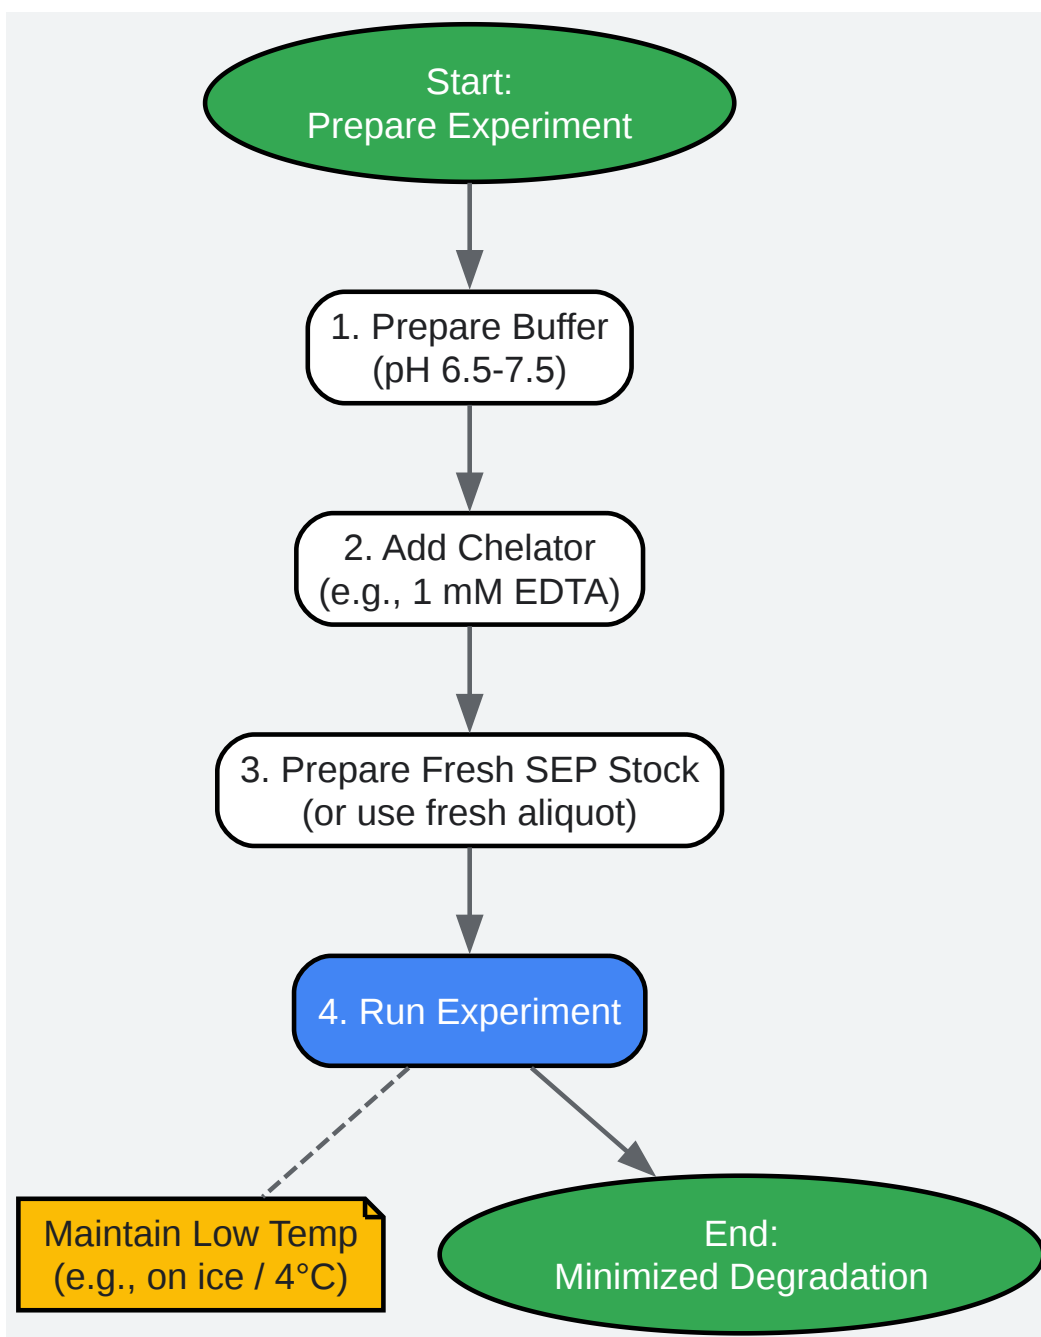 Start:
Prepare Experiment
1. Prepare Buffer
(pH 6.5-7.5)
2. Add Chelator
(e.g., 1 mM EDTA)
3. Prepare Fresh SEP Stock
(or use fresh aliquot)
4. Run Experiment
Maintain Low Temp
(e.g., on ice / 4°C)
End:
Minimized Degradation